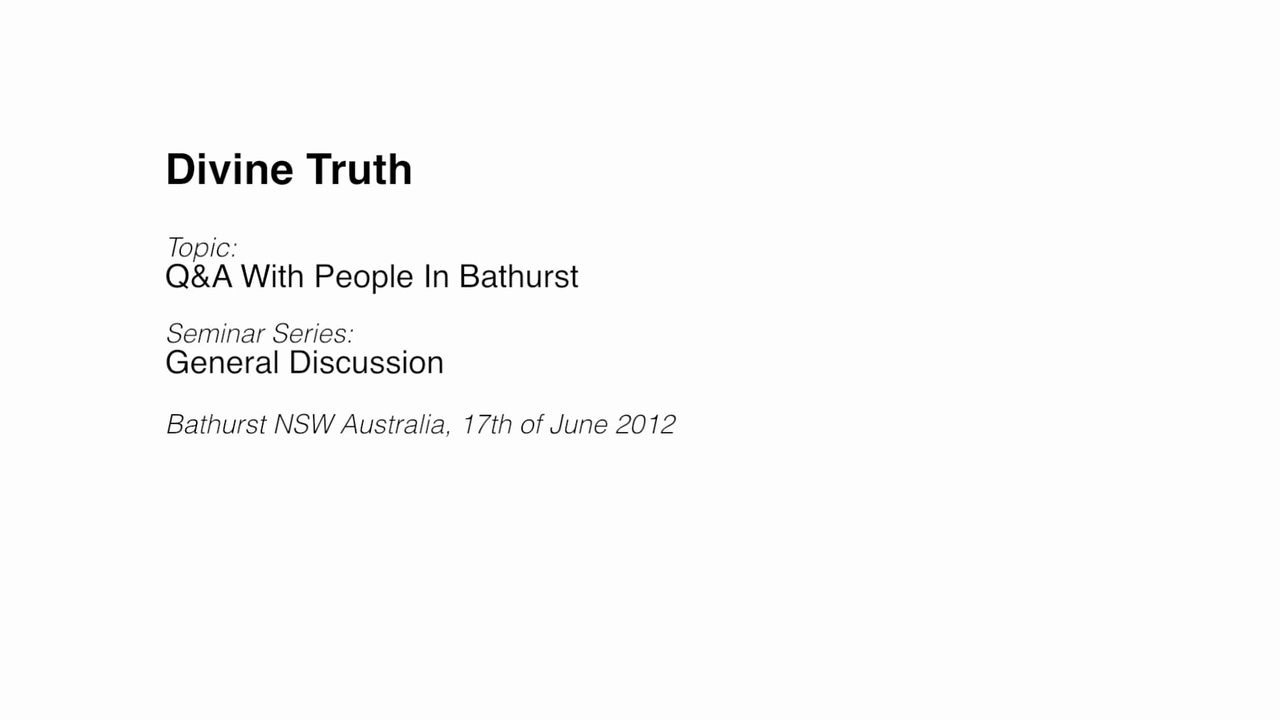 Divine Truth
Topic:
Q&A With People In Bathurst
Seminar Series:
General Discussion
Bathurst NSW Australia, 17th of June 2012